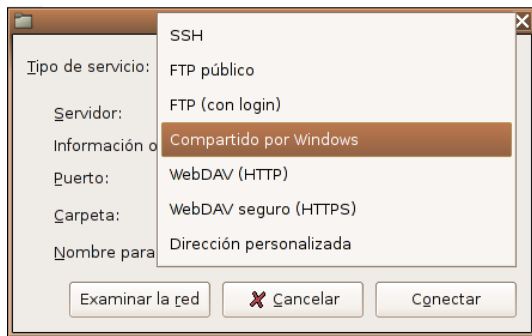 Tipo de servicio:
SSH
FTP público
FTP (con login)
Compartido por Windows
WebDAV (HTTP)
WebDAV seguro (HTTPS)
Dirección personalizada
Servidor:
Información o
Puerto:
Carpeta:
Nombre para
Examinar la red
Cancelar
Conectar